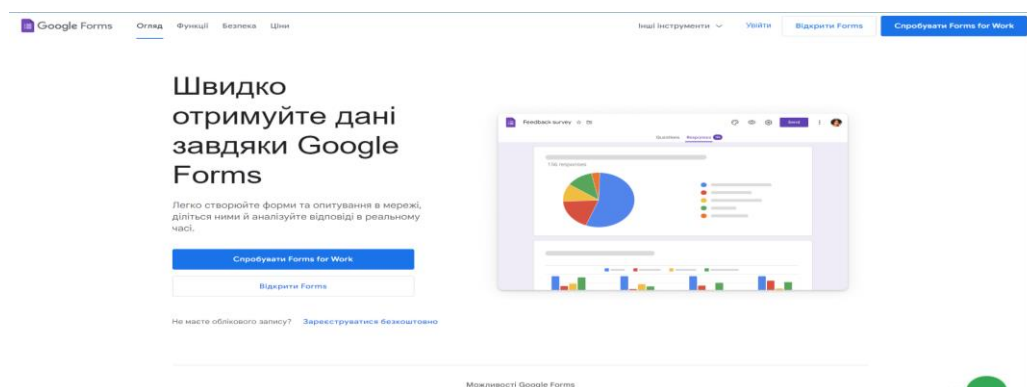 Google Forms
Огляд
Функції
Безпека
Ціни
Інші інструменти
Увійти
Відкрити Forms
Спробувати Forms for Work
Швидко
отримуйте дані
завдяки Google
Forms
Легко створюйте форми та опитування в мережі,
діліться ними й аналізуйте відповіді в реальному
часі.
Спробувати Forms for Work
Відкрити Forms
Не маєте облікового запису? Зареєструватися безкоштовно
Feedback survey
Send
Questions
Responses
Можливості Google Forms